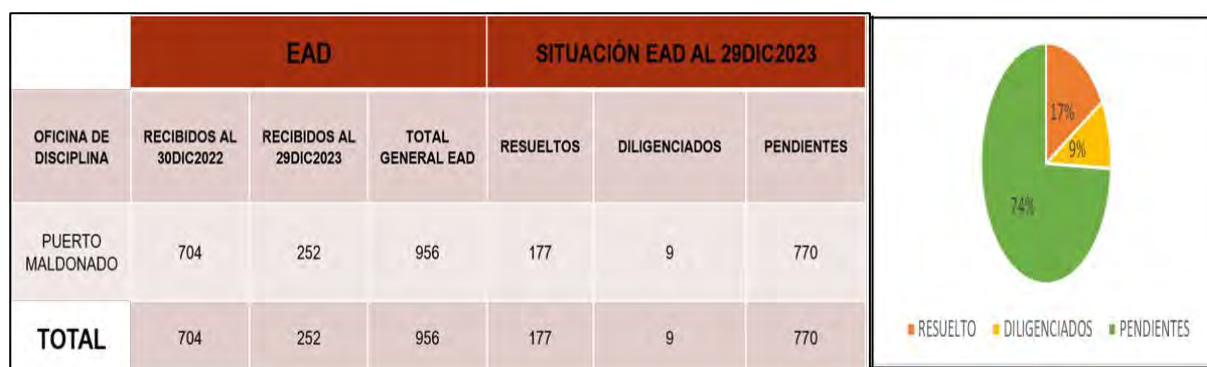 EAD
SITUACIÓN EAD AL 29DIC2023
OFICINA DE DISCIPLINA
RECIBIDOS AL 30DIC2022
RECIBIDOS AL 29DIC2023
TOTAL GENERAL EAD
RESUELTOS
DILIGENCIADOS
PENDIENTES
PUERTO MALDONADO
704
252
956
177
9
770
TOTAL
704
252
956
177
9
770
17%
9%
74%
RESUELTO
DILIGENCIADOS
PENDIENTES